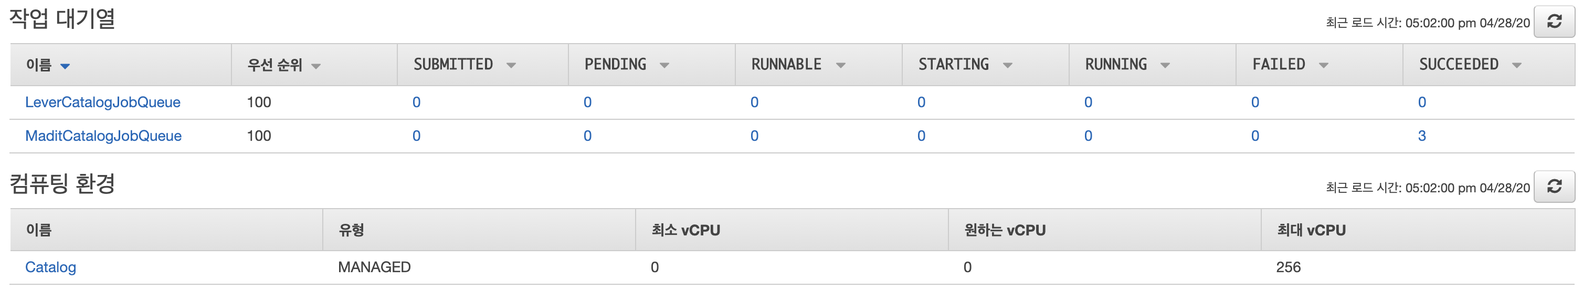 작업 대기열
최근 로드 시간: 05:02:00 pm 04/28/20
이름 우선 순위 SUBMITTED PENDING RUNNABLE STARTING RUNNING FAILED SUCCEEDED
LeverCatalogJobQueue 100 0 0 0 0 0 0 0
MaditCatalogJobQueue 100 0 0 0 0 0 0 3
컴퓨팅 환경
최근 로드 시간: 05:02:00 pm 04/28/20
이름 유형 최소 vCPU 원하는 vCPU 최대 vCPU
Catalog MANAGED 0 0 256